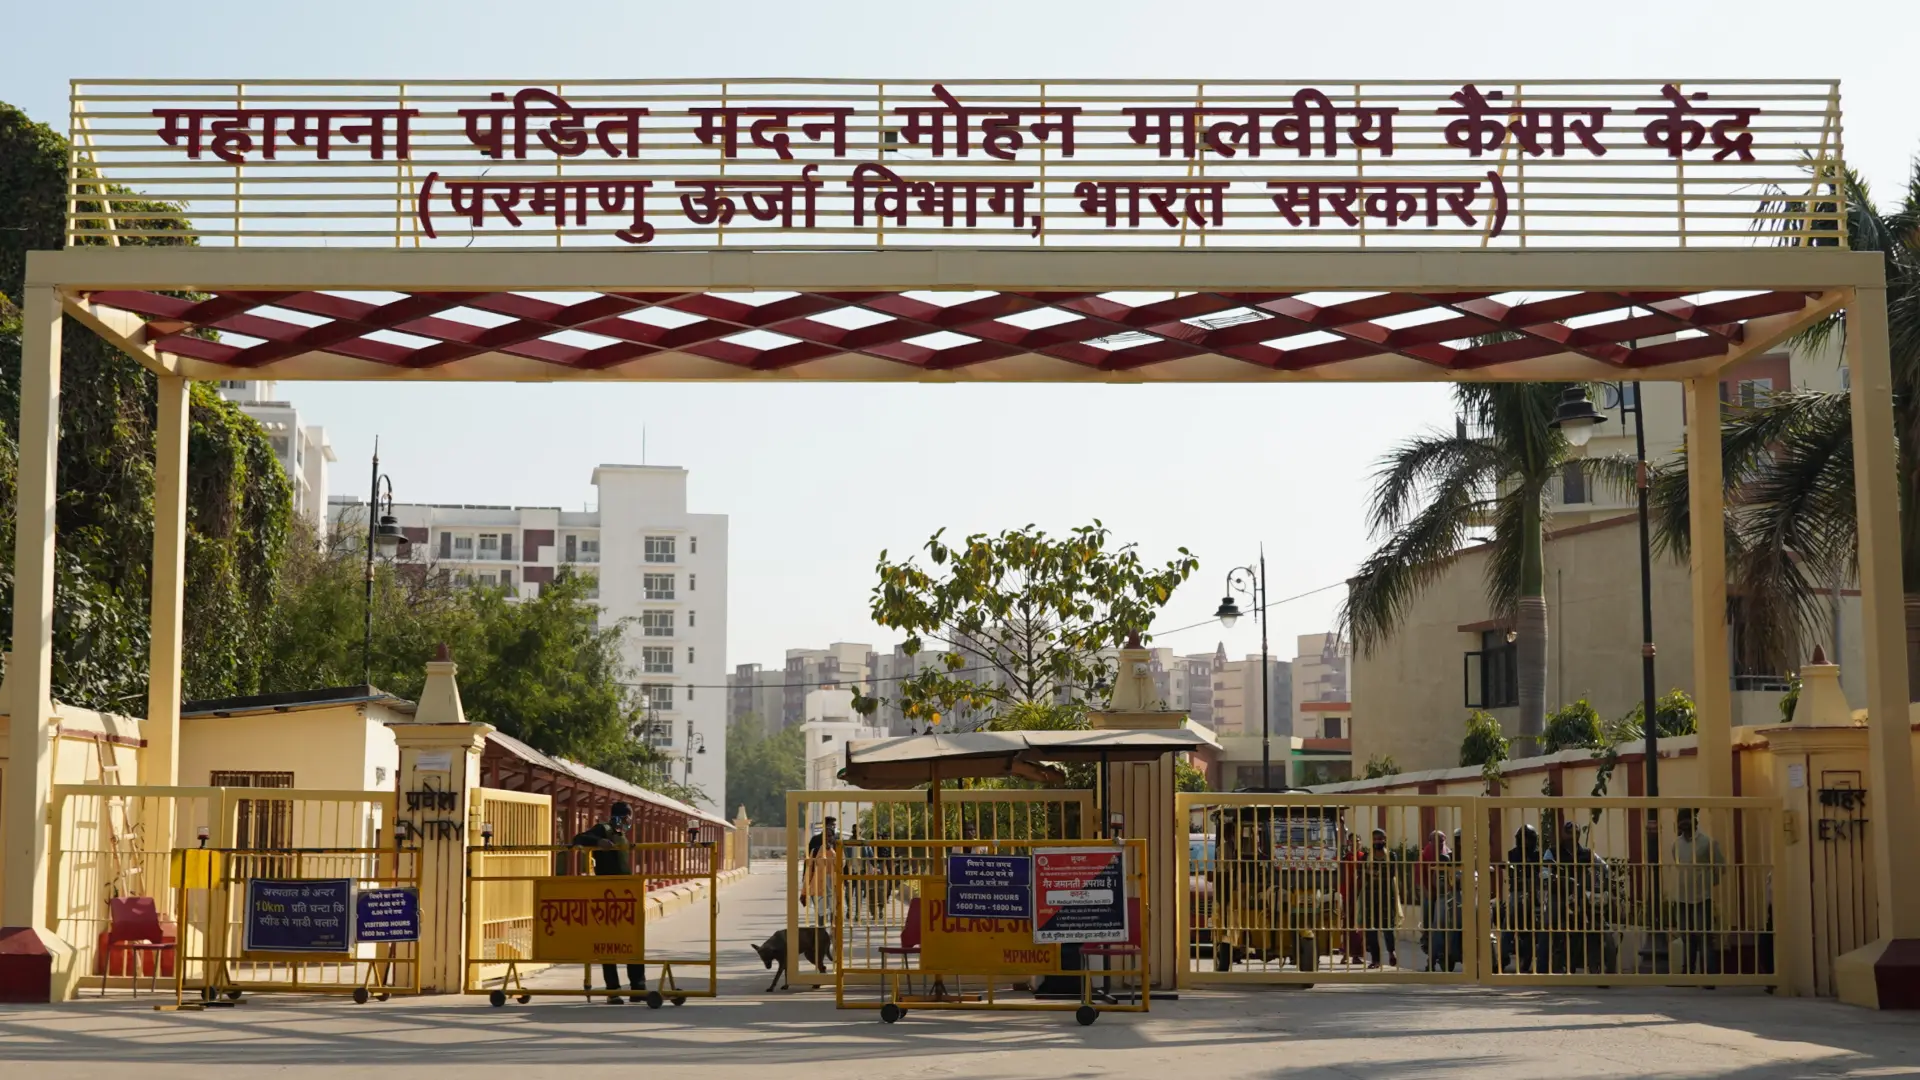 महामना पंडित मदन मोहन मालवीय कैंसर केंद्र
(परमाणु ऊर्जा विभाग, भारत सरकार)
प्रवेश
ENTRY
बाहर
EXIT
अस्पताल के अन्दर
10km प्रति घन्टा कि
स्पीड से गाडी चलाये
मिलने का समय
शाम 4.00 बजे से
6.00 बजे तक
VISITING HOURS
1600 hrs - 1800 hrs
कृपया रुकिये
MPMMCC
मिलने का समय
शाम 4.00 बजे से
6.00 बजे तक
VISITING HOURS
1600 hrs - 1800 hrs
सूचना
गैर जमानती अपराध है।
PLEASE
MPMMCC